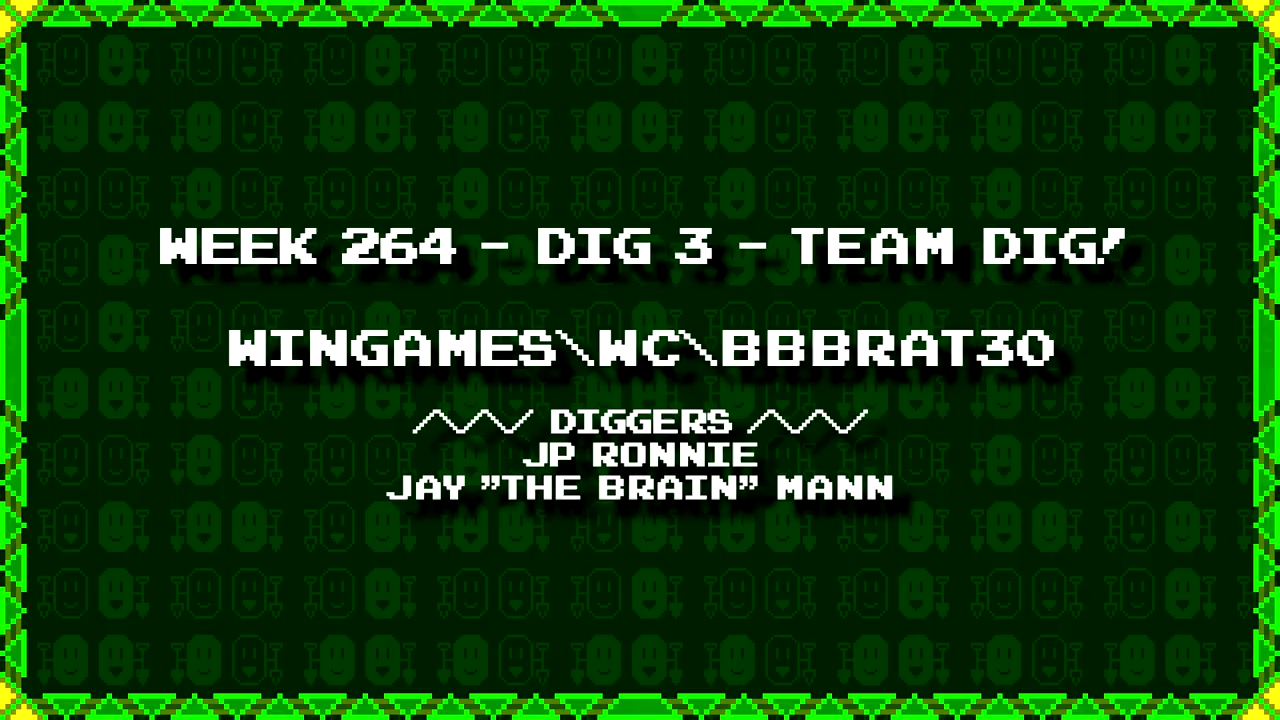 WEEK 264 - DIG 3 - TEAM DIG!
WINGAMES\WC\BBBRAT30
/\/\/ DIGGERS /\/\/
JP RONNIE
JAY "THE BRAIN" MANN